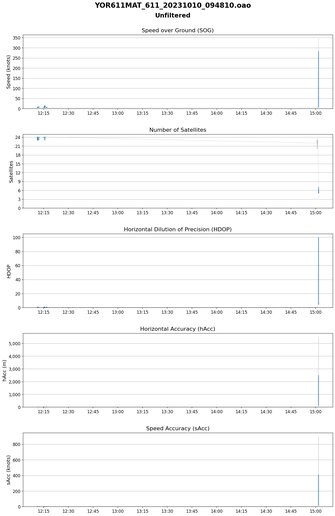 YOR611MAT_611_20231010_094810.oao
Unfiltered
Speed over Ground (SOG)
Speed (knots)
350
300
250
200
150
100
50
0
12:15 12:30 12:45 13:00 13:15 13:30 13:45 14:00 14:15 14:30 14:45 15:00
Number of Satellites
Satellites
24
21
18
15
12
9
6
3
0
12:15 12:30 12:45 13:00 13:15 13:30 13:45 14:00 14:15 14:30 14:45 15:00
Horizontal Dilution of Precision (HDOP)
HDOP
100
80
60
40
20
0
12:15 12:30 12:45 13:00 13:15 13:30 13:45 14:00 14:15 14:30 14:45 15:00
Horizontal Accuracy (hAcc)
hAcc (m)
5,000
4,000
3,000
2,000
1,000
0
12:15 12:30 12:45 13:00 13:15 13:30 13:45 14:00 14:15 14:30 14:45 15:00
Speed Accuracy (sAcc)
sAcc (knots)
800
600
400
200
0
12:15 12:30 12:45 13:00 13:15 13:30 13:45 14:00 14:15 14:30 14:45 15:00